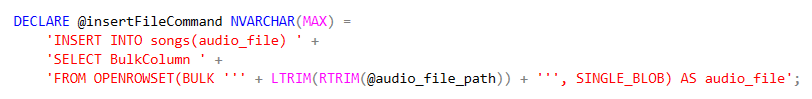 DECLARE @insertFileCommand NVARCHAR(MAX) =
'INSERT INTO songs(audio_file) ' +
'SELECT BulkColumn ' +
'FROM OPENROWSET(BULK ''' + LTRIM(RTRIM(@audio_file_path)) + ''', SINGLE_BLOB) AS audio_file';